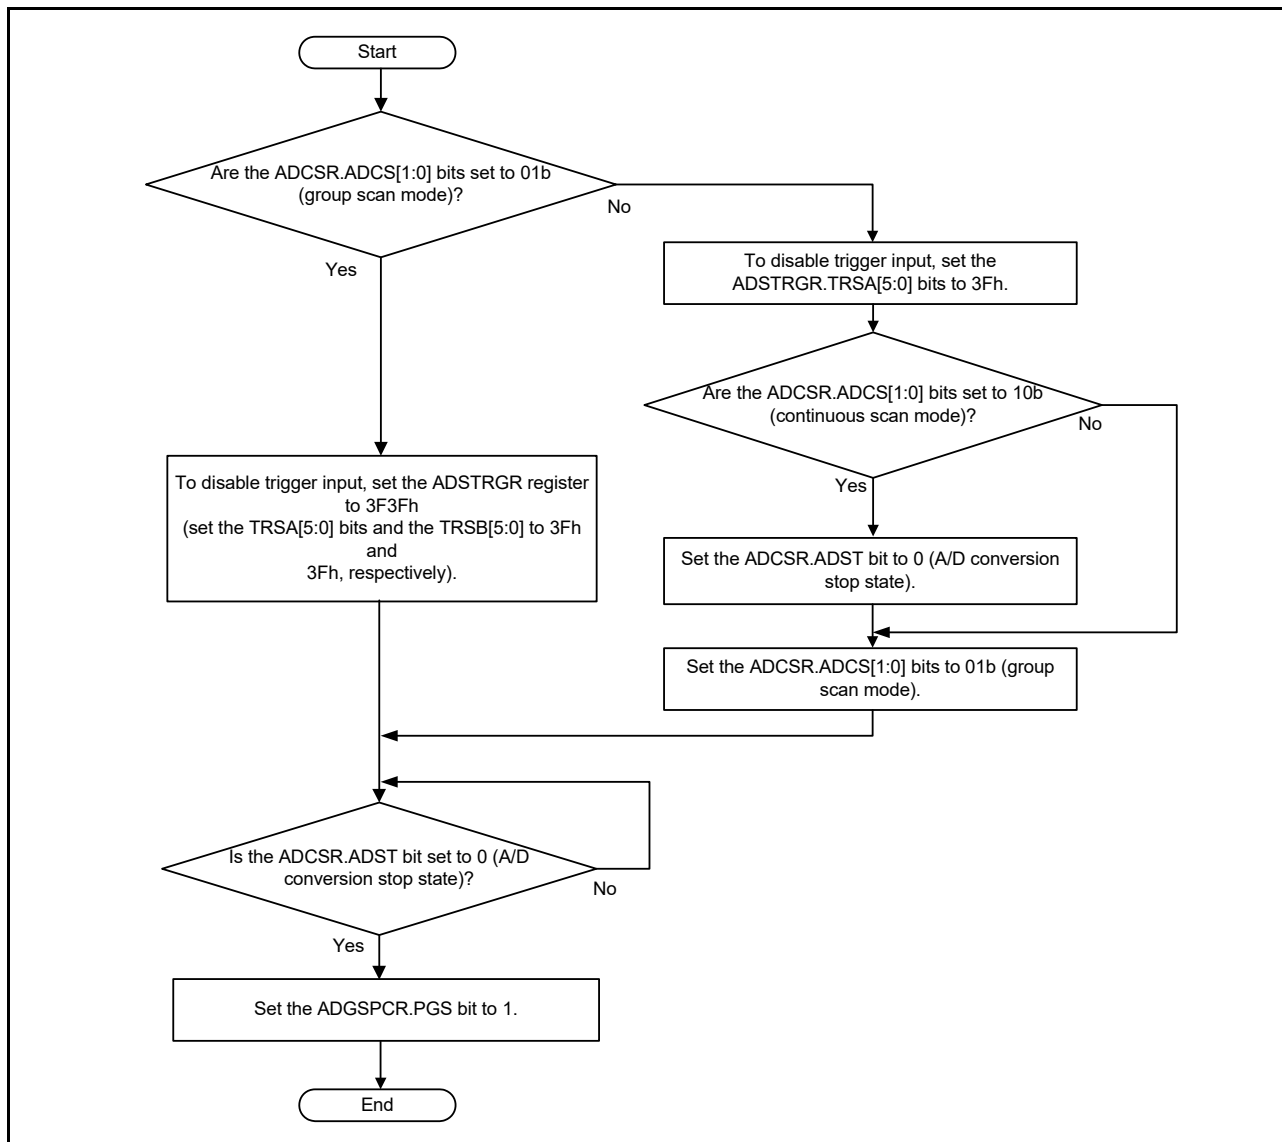 Start
Are the ADCSR.ADCS[1:0] bits set to 01b
(group scan mode)?
No
Yes
To disable trigger input, set the
ADSTRGR.TRSA[5:0] bits to 3Fh.
Are the ADCSR.ADCS[1:0] bits set to 10b
(continuous scan mode)?
No
Yes
To disable trigger input, set the ADSTRGR register
to 3F3Fh
(set the TRSA[5:0] bits and the TRSB[5:0] to 3Fh
and
3Fh, respectively).
Set the ADCSR.ADST bit to 0 (A/D conversion
stop state).
Set the ADCSR.ADCS[1:0] bits to 01b (group
scan mode).
Is the ADCSR.ADST bit set to 0 (A/D
conversion stop state)?
No
Yes
Set the ADGSPCR.PGS bit to 1.
End